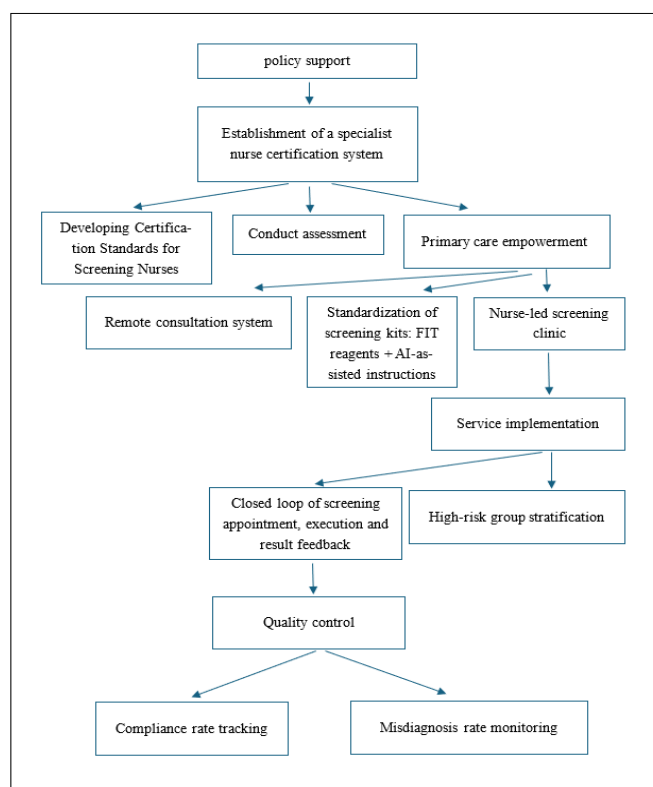 policy support
Establishment of a specialist
nurse certification system
Developing Certifica-
tion Standards for
Screening Nurses
Conduct assessment
Primary care empowerment
Remote consultation system
Standardization of
screening kits: FIT
reagents + AI-as-
sisted instructions
Nurse-led screening
clinic
Service implementation
Closed loop of screening
appointment, execution and
result feedback
High-risk group stratification
Quality control
Compliance rate tracking
Misdiagnosis rate monitoring